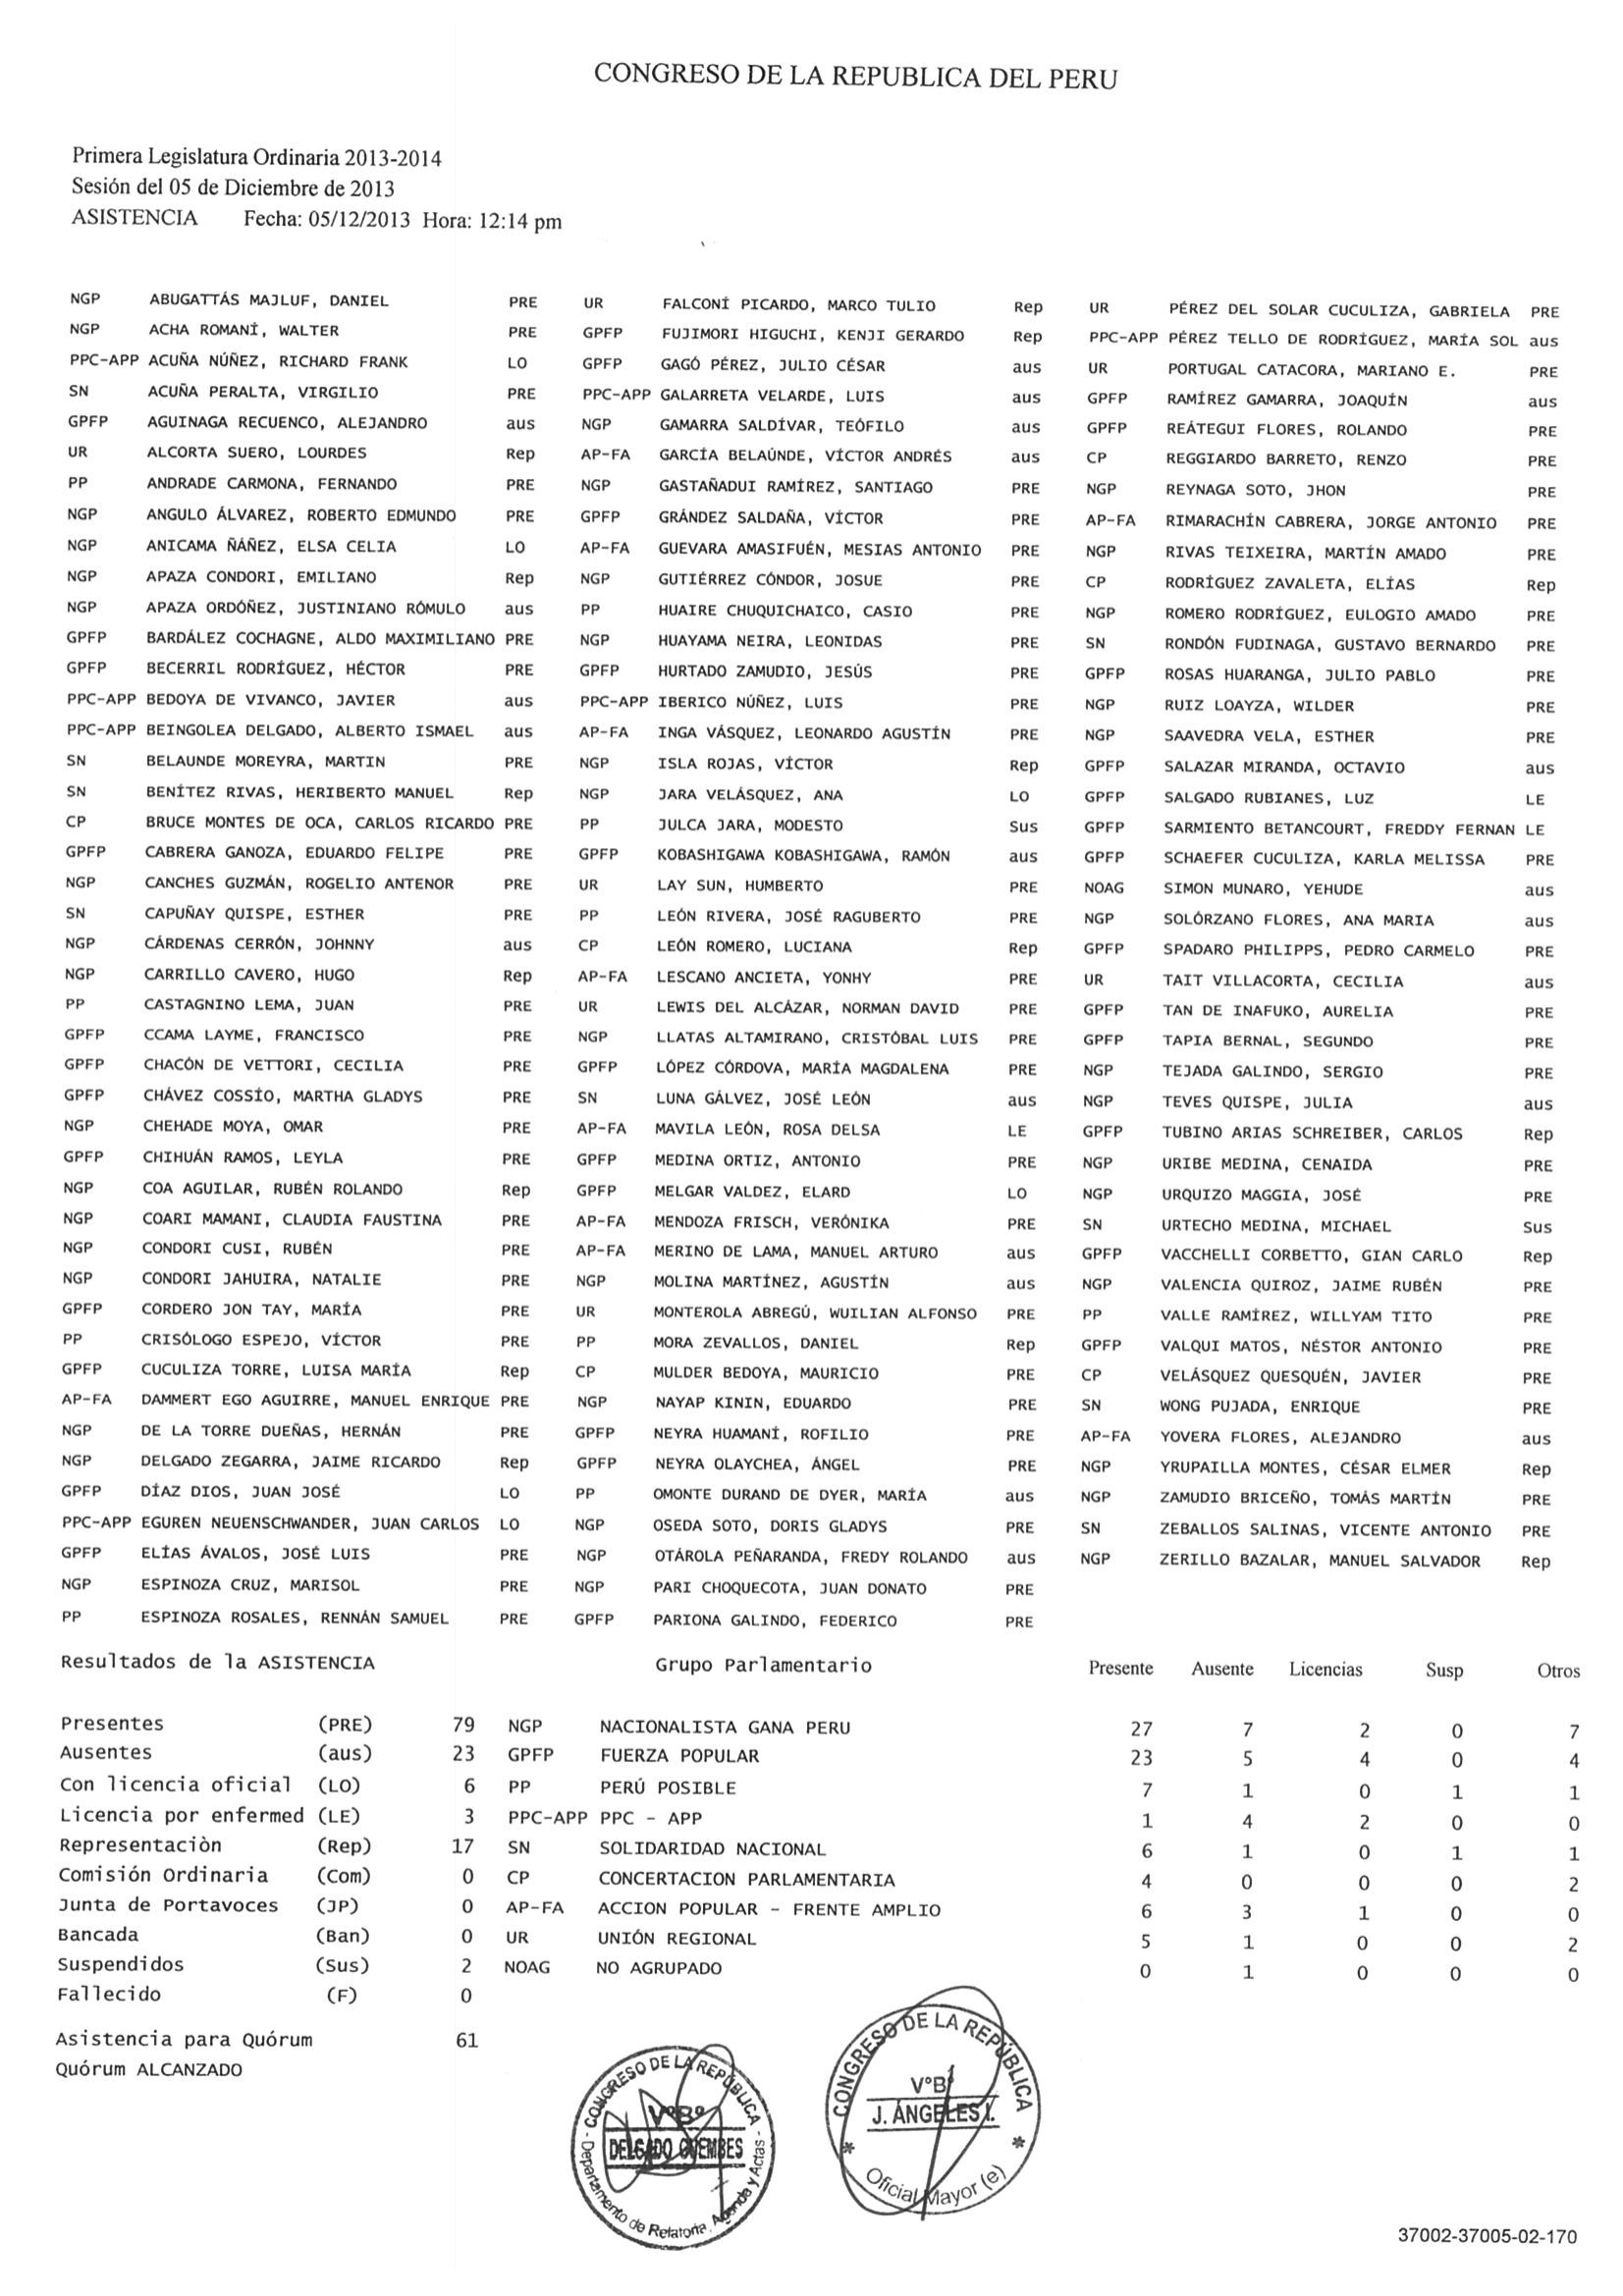 CONGRESO DE LA REPUBLICA DEL PERU
Primera Legislatura Ordinaria 2013-2014
Sesión del 05 de Diciembre de 2013
ASISTENCIA Fecha: 05/12/2013 Hora: 12:14 pm
NGP ABUGATTÁS MAJLUF, DANIEL PRE UR FALCONÍ PICARDO, MARCO TULIO Rep UR PÉREZ DEL SOLAR CUCULIZA, GABRIELA PRE
NGP ACHA ROMANÍ, WALTER PRE GPFP FUJIMORI HIGUCHI, KENJI GERARDO Rep PPC-APP PÉREZ TELLO DE RODRÍGUEZ, MARÍA SOL aus
PPC-APP ACUÑA NÚÑEZ, RICHARD FRANK LO GPFP GAGÓ PÉREZ, JULIO CÉSAR aus UR PORTUGAL CATACORA, MARIANO E. PRE
SN ACUÑA PERALTA, VIRGILIO PRE PPC-APP GALARRETA VELARDE, LUIS aus GPFP RAMÍREZ GAMARRA, JOAQUÍN aus
GPFP AGUINAGA RECUENCO, ALEJANDRO aus NGP GAMARRA SALDÍVAR, TEÓFILO aus GPFP REÁTEGUI FLORES, ROLANDO PRE
UR ALCORTA SUERO, LOURDES Rep AP-FA GARCÍA BELAÚNDE, VÍCTOR ANDRÉS aus CP REGGIARDO BARRETO, RENZO PRE
PP ANDRADE CARMONA, FERNANDO PRE NGP GASTAÑADUI RAMÍREZ, SANTIAGO PRE NGP REYNAGA SOTO, JHON PRE
NGP ANGULO ÁLVAREZ, ROBERTO EDMUNDO PRE GPFP GRÁNDEZ SALDAÑA, VÍCTOR PRE AP-FA RIMARACHÍN CABRERA, JORGE ANTONIO PRE
NGP ANICAMA ÑÁÑEZ, ELSA CELIA LO AP-FA GUEVARA AMASIFUÉN, MESIAS ANTONIO PRE NGP RIVAS TEIXEIRA, MARTÍN AMADO PRE
NGP APAZA CONDORI, EMILIANO Rep NGP GUTIÉRREZ CÓNDOR, JOSUE PRE CP RODRÍGUEZ ZAVALETA, ELÍAS Rep
NGP APAZA ORDÓÑEZ, JUSTINIANO RÓMULO aus PP HUAIRE CHUQUICHAICO, CASIO PRE NGP ROMERO RODRÍGUEZ, EULOGIO AMADO PRE
GPFP BARDÁLEZ COCHAGNE, ALDO MAXIMILIANO PRE NGP HUAYAMA NEIRA, LEONIDAS PRE SN RONDÓN FUDINAGA, GUSTAVO BERNARDO PRE
GPFP BECERRIL RODRÍGUEZ, HÉCTOR PRE GPFP HURTADO ZAMUDIO, JESÚS PRE GPFP ROSAS HUARANGA, JULIO PABLO PRE
PPC-APP BEDOYA DE VIVANCO, JAVIER aus PPC-APP IBERICO NÚÑEZ, LUIS PRE NGP RUIZ LOAYZA, WILDER PRE
PPC-APP BEINGOLEA DELGADO, ALBERTO ISMAEL aus AP-FA INGA VÁSQUEZ, LEONARDO AGUSTÍN PRE NGP SAAVEDRA VELA, ESTHER PRE
SN BELAUNDE MOREYRA, MARTIN PRE NGP ISLA ROJAS, VÍCTOR Rep GPFP SALAZAR MIRANDA, OCTAVIO aus
SN BENÍTEZ RIVAS, HERIBERTO MANUEL Rep NGP JARA VELÁSQUEZ, ANA LO GPFP SALGADO RUBIANES, LUZ LE
CP BRUCE MONTES DE OCA, CARLOS RICARDO PRE PP JULCA JARA, MODESTO Sus GPFP SARMIENTO BETANCOURT, FREDDY FERNAN LE
GPFP CABRERA GANOZA, EDUARDO FELIPE PRE GPFP KOBASHIGAWA KOBASHIGAWA, RAMÓN aus GPFP SCHAEFER CUCULIZA, KARLA MELISSA PRE
NGP CANCHES GUZMÁN, ROGELIO ANTENOR PRE UR LAY SUN, HUMBERTO PRE NOAG SIMON MUNARO, YEHUDE aus
SN CAPUÑAY QUISPE, ESTHER PRE PP LEÓN RIVERA, JOSÉ RAGUBERTO PRE NGP SOLÓRZANO FLORES, ANA MARIA aus
NGP CÁRDENAS CERRÓN, JOHNNY aus CP LEÓN ROMERO, LUCIANA Rep GPFP SPADARO PHILIPPS, PEDRO CARMELO PRE
NGP CARRILLO CAVERO, HUGO Rep AP-FA LESCANO ANCIETA, YONHY PRE UR TAIT VILLACORTA, CECILIA aus
PP CASTAGNINO LEMA, JUAN PRE UR LEWIS DEL ALCÁZAR, NORMAN DAVID PRE GPFP TAN DE INAFUKO, AURELIA PRE
GPFP CCAMA LAYME, FRANCISCO PRE NGP LLATAS ALTAMIRANO, CRISTÓBAL LUIS PRE GPFP TAPIA BERNAL, SEGUNDO PRE
GPFP CHACÓN DE VETTORI, CECILIA PRE GPFP LÓPEZ CÓRDOVA, MARÍA MAGDALENA PRE NGP TEJADA GALINDO, SERGIO PRE
GPFP CHÁVEZ COSSÍO, MARTHA GLADYS PRE SN LUNA GÁLVEZ, JOSÉ LEÓN aus NGP TEVES QUISPE, JULIA aus
NGP CHEHADE MOYA, OMAR PRE AP-FA MAVILA LEÓN, ROSA DELSA LE GPFP TUBINO ARIAS SCHREIBER, CARLOS Rep
GPFP CHIHUÁN RAMOS, LEYLA PRE GPFP MEDINA ORTIZ, ANTONIO PRE NGP URIBE MEDINA, CENAIDA PRE
NGP COA AGUILAR, RUBÉN ROLANDO Rep GPFP MELGAR VALDEZ, ELARD LO NGP URQUIZO MAGGIA, JOSÉ PRE
NGP COARI MAMANI, CLAUDIA FAUSTINA PRE AP-FA MENDOZA FRISCH, VERÓNIKA PRE SN URTECHO MEDINA, MICHAEL Sus
NGP CONDORI CUSI, RUBÉN PRE AP-FA MERINO DE LAMA, MANUEL ARTURO aus GPFP VACCHELLI CORBETTO, GIAN CARLO Rep
NGP CONDORI JAHUIRA, NATALIE PRE NGP MOLINA MARTÍNEZ, AGUSTÍN aus NGP VALENCIA QUIROZ, JAIME RUBÉN PRE
GPFP CORDERO JON TAY, MARÍA PRE UR MONTEROLA ABREGÚ, WUILIAN ALFONSO PRE PP VALLE RAMÍREZ, WILLYAM TITO PRE
PP CRISÓLOGO ESPEJO, VÍCTOR PRE PP MORA ZEVALLOS, DANIEL Rep GPFP VALQUI MATOS, NÉSTOR ANTONIO PRE
GPFP CUCULIZA TORRE, LUISA MARÍA Rep CP MULDER BEDOYA, MAURICIO PRE CP VELÁSQUEZ QUESQUÉN, JAVIER PRE
AP-FA DAMMERT EGO AGUIRRE, MANUEL ENRIQUE PRE NGP NAYAP KININ, EDUARDO PRE SN WONG PUJADA, ENRIQUE PRE
NGP DE LA TORRE DUEÑAS, HERNÁN PRE GPFP NEYRA HUAMANÍ, ROFILIO PRE AP-FA YOVERA FLORES, ALEJANDRO aus
NGP DELGADO ZEGARRA, JAIME RICARDO Rep GPFP NEYRA OLAYCHEA, ÁNGEL PRE NGP YRUPAILLA MONTES, CÉSAR ELMER Rep
GPFP DÍAZ DIOS, JUAN JOSÉ LO PP OMONTE DURAND DE DYER, MARÍA aus NGP ZAMUDIO BRICEÑO, TOMÁS MARTÍN PRE
PPC-APP EGUREN NEUENSCHWANDER, JUAN CARLOS LO NGP OSEDA SOTO, DORIS GLADYS PRE SN ZEBALLOS SALINAS, VICENTE ANTONIO PRE
GPFP ELÍAS ÁVALOS, JOSÉ LUIS PRE NGP OTÁROLA PEÑARANDA, FREDY ROLANDO aus NGP ZERILLO BAZALAR, MANUEL SALVADOR Rep
NGP ESPINOZA CRUZ, MARISOL PRE NGP PARI CHOQUECOTA, JUAN DONATO PRE
PP ESPINOZA ROSALES, RENNÁN SAMUEL PRE GPFP PARIONA GALINDO, FEDERICO PRE
Resultados de la ASISTENCIA Grupo Parlamentario Presente Ausente Licencias Susp Otros
Presentes (PRE) 79 NGP NACIONALISTA GANA PERU 27 7 2 0 7
Ausentes (aus) 23 GPFP FUERZA POPULAR 23 5 4 0 4
Con licencia oficial (LO) 6 PP PERÚ POSIBLE 7 1 0 1 1
Licencia por enfermed (LE) 3 PPC-APP PPC - APP 1 4 2 0 0
Representaciòn (Rep) 17 SN SOLIDARIDAD NACIONAL 6 1 0 1 1
Comisión Ordinaria (Com) 0 CP CONCERTACION PARLAMENTARIA 4 0 0 0 2
Junta de Portavoces (JP) 0 AP-FA ACCION POPULAR - FRENTE AMPLIO 6 3 1 0 0
Bancada (Ban) 0 UR UNIÓN REGIONAL 5 1 0 0 2
Suspendidos (Sus) 2 NOAG NO AGRUPADO 0 1 0 0 0
Fallecido (F) 0
Asistencia para Quórum 61
Quórum ALCANZADO
- CONGRESO DE LA REPÚBLICA -
V°B°
DELGADO GUEMBES
Departamento de Relatoría, Agenda y Actas
CONGRESO DE LA REPÚBLICA
V°B°
J. ÁNGELES I.
Oficial Mayor (e)
37002-37005-02-170